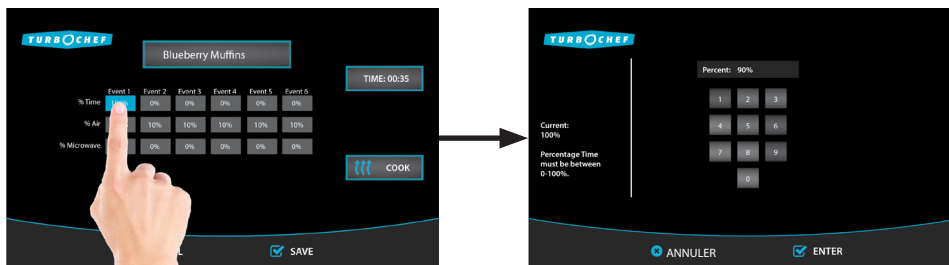 TURBOCHEF
Blueberry Muffins
TIME: 00:35
Event 1 Event 2 Event 3 Event 4 Event 5 Event 6
% Time 0% 0% 0% 0% 0%
% Air 10% 10% 10% 10% 10%
% Microwave 0% 0% 0% 0% 0%
COOK
SAVE
TURBOCHEF
Percent: 90%
1 2 3
Current:
100%
4 5 6
Percentage Time
must be between
0-100%.
7 8 9
0
ANNULER ENTER